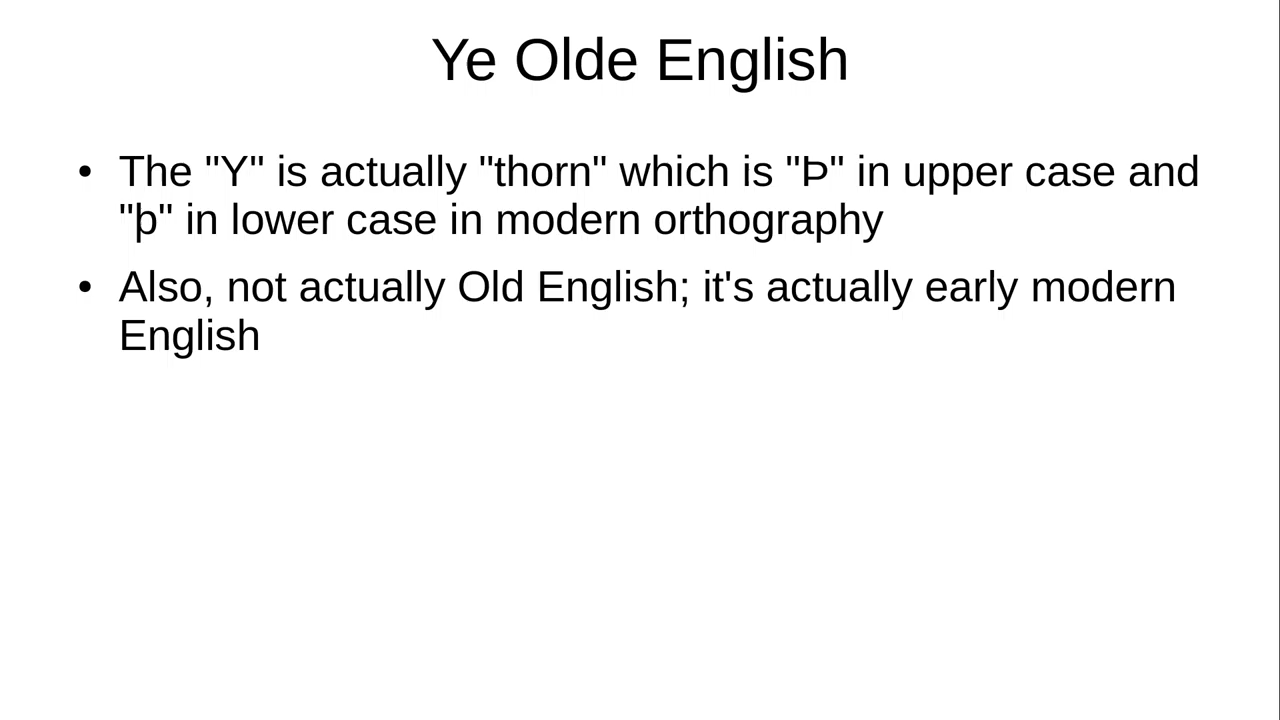 Ye Olde English
• The "Y" is actually "thorn" which is "Þ" in upper case and
"þ" in lower case in modern orthography
• Also, not actually Old English; it's actually early modern
English